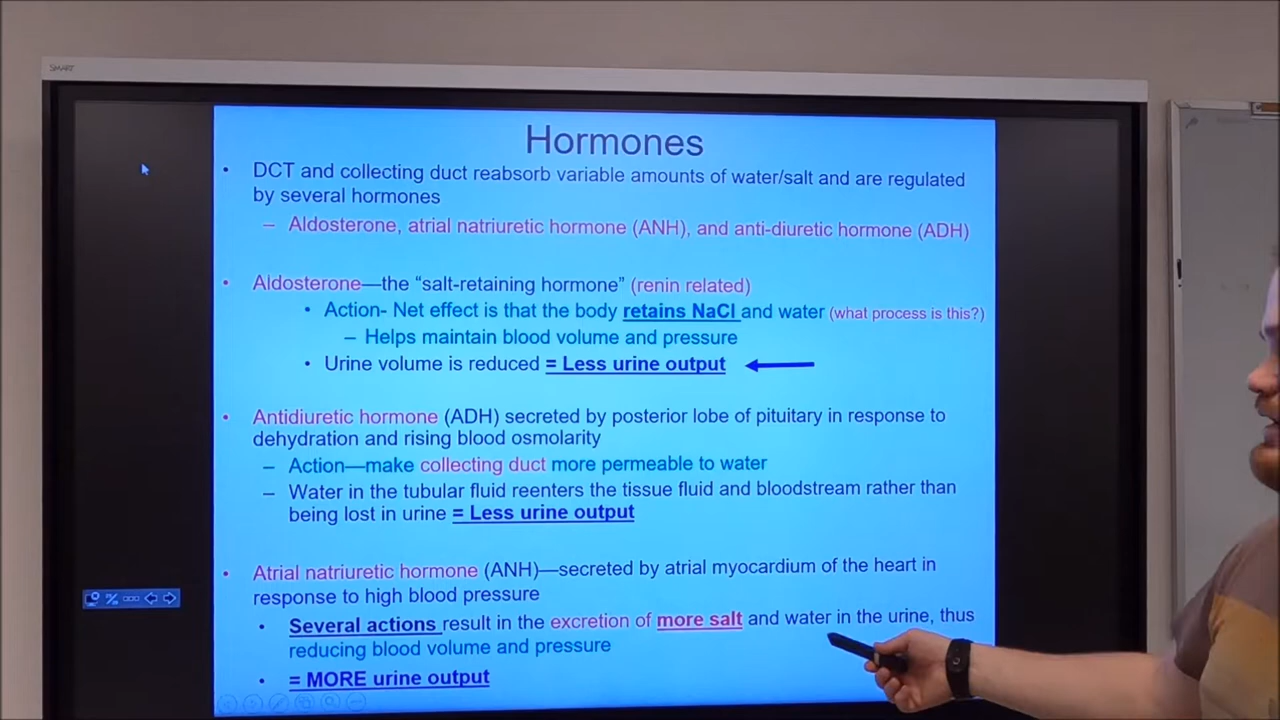 SMART
Hormones
• DCT and collecting duct reabsorb variable amounts of water/salt and are regulated
by several hormones
– Aldosterone, atrial natriuretic hormone (ANH), and anti-diuretic hormone (ADH)
• Aldosterone—the “salt-retaining hormone” (renin related)
• Action- Net effect is that the body retains NaCl and water (what process is this?)
– Helps maintain blood volume and pressure
• Urine volume is reduced = Less urine output
• Antidiuretic hormone (ADH) secreted by posterior lobe of pituitary in response to
dehydration and rising blood osmolarity
– Action—make collecting duct more permeable to water
– Water in the tubular fluid reenters the tissue fluid and bloodstream rather than
being lost in urine = Less urine output
• Atrial natriuretic hormone (ANH)—secreted by atrial myocardium of the heart in
response to high blood pressure
• Several actions result in the excretion of more salt and water in the urine, thus
reducing blood volume and pressure
• = MORE urine output